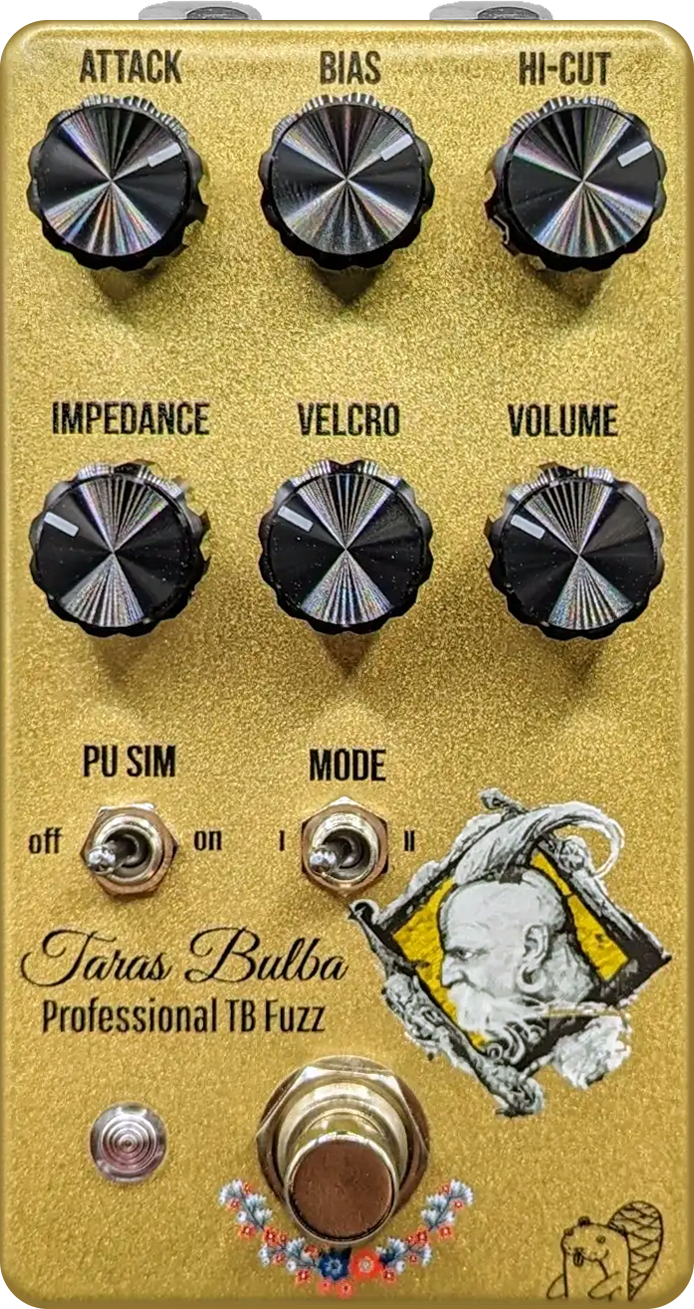 ATTACK BIAS HI-CUT
IMPEDANCE VELCRO VOLUME
PU SIM MODE
off on I II
Taras Bulba
Professional TB Fuzz